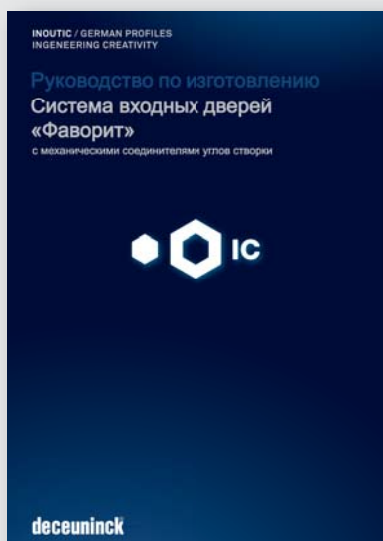 INOUTIC / GERMAN PROFILES
INGENEERING CREATIVITY
Руководство по изготовлению
Система входных дверей
«Фаворит»
с механическими соединителями углов створки
IC
deceuninck